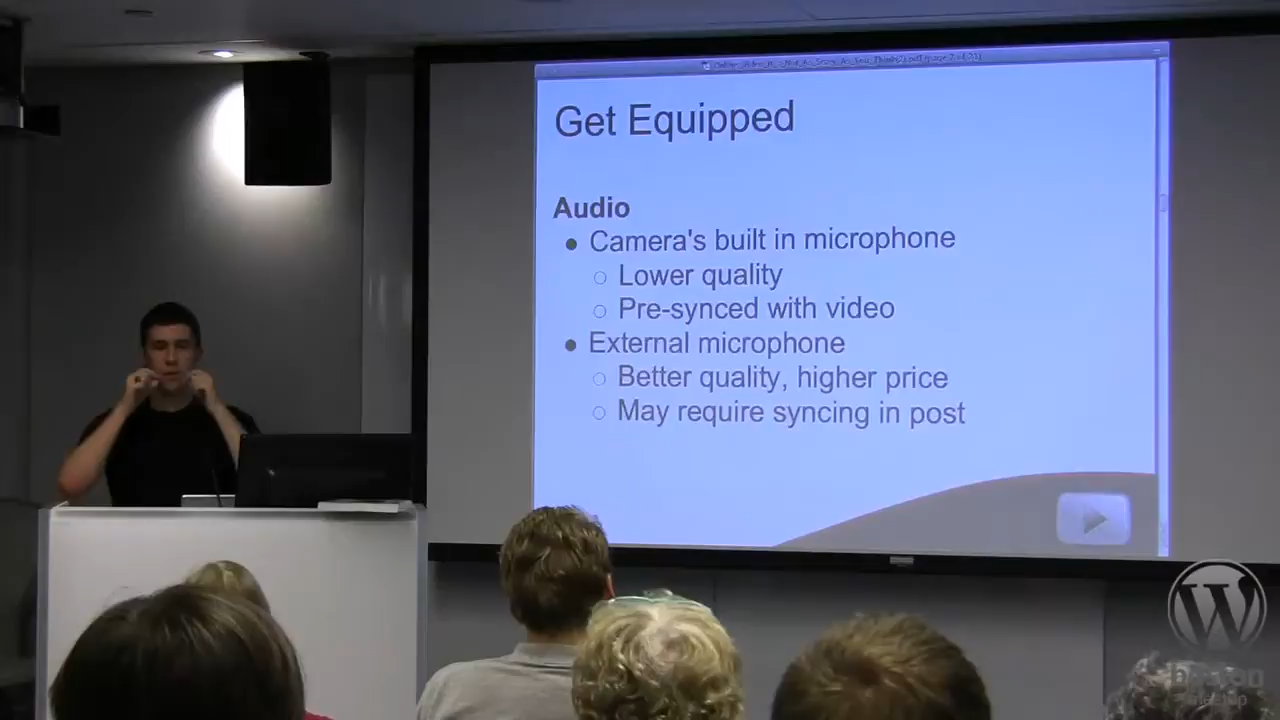 Get Equipped
Audio
Camera's built in microphone
Lower quality
Pre-synced with video
External microphone
Better quality, higher price
May require syncing in post
W
boston